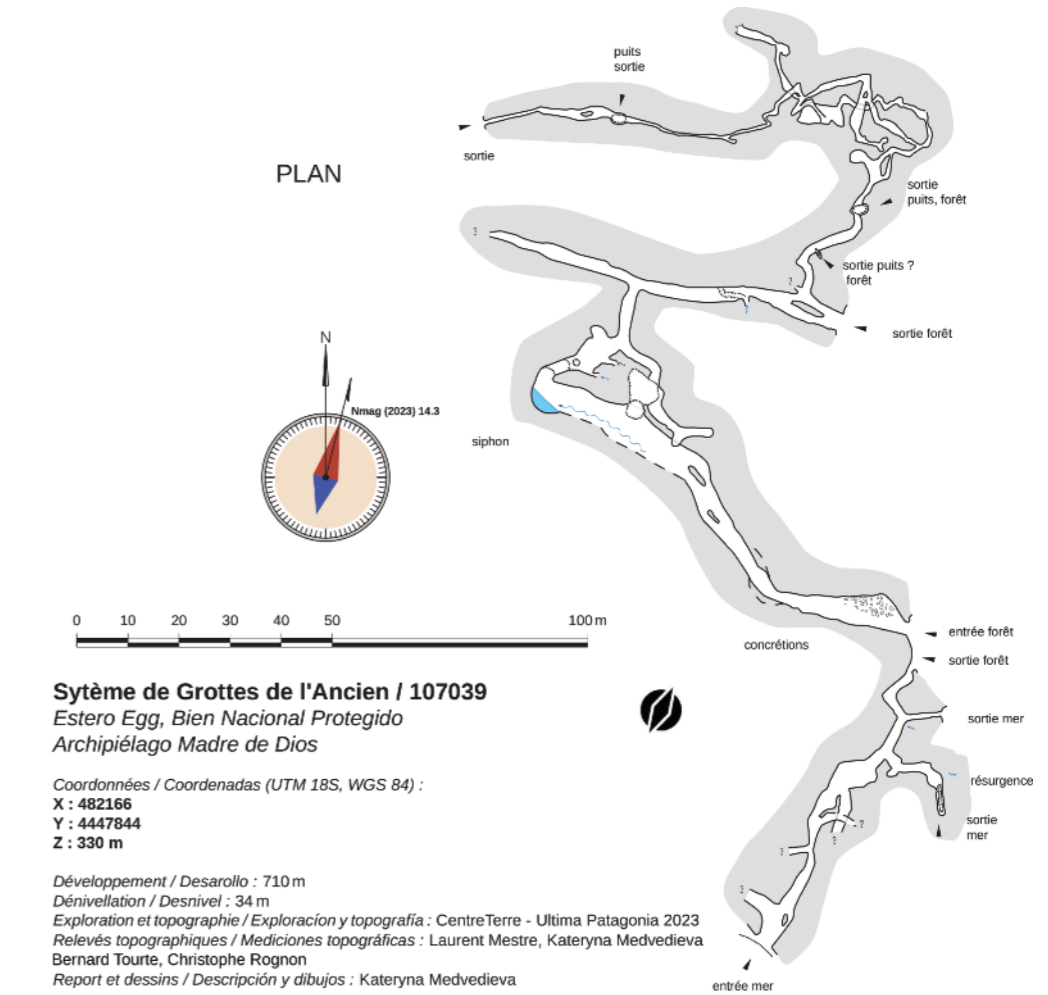 puits
sortie
sortie
PLAN
sortie
puits, forêt
?
sortie puits ?
forêt
?
?
sortie forêt
N
Nmag (2023) 14.3
siphon
0 10 20 30 40 50 100 m
entrée forêt
concrétions
sortie forêt
Sytème de Grottes de l'Ancien / 107039
Estero Egg, Bien Nacional Protegido
Archipiélago Madre de Dios
sortie mer
Coordonnées / Coordenadas (UTM 18S, WGS 84) :
X : 482166
Y : 4447844
Z : 330 m
résurgence
sortie
mer
?
?
?
?
Développement / Desarollo : 710 m
Dénivellation / Desnivel : 34 m
Exploration et topographie / Exploracíon y topografía : CentreTerre - Ultima Patagonia 2023
Relevés topographiques / Mediciones topográficas : Laurent Mestre, Kateryna Medvedieva
Bernard Tourte, Christophe Rognon
Report et dessins / Descripción y dibujos : Kateryna Medvedieva
entrée mer